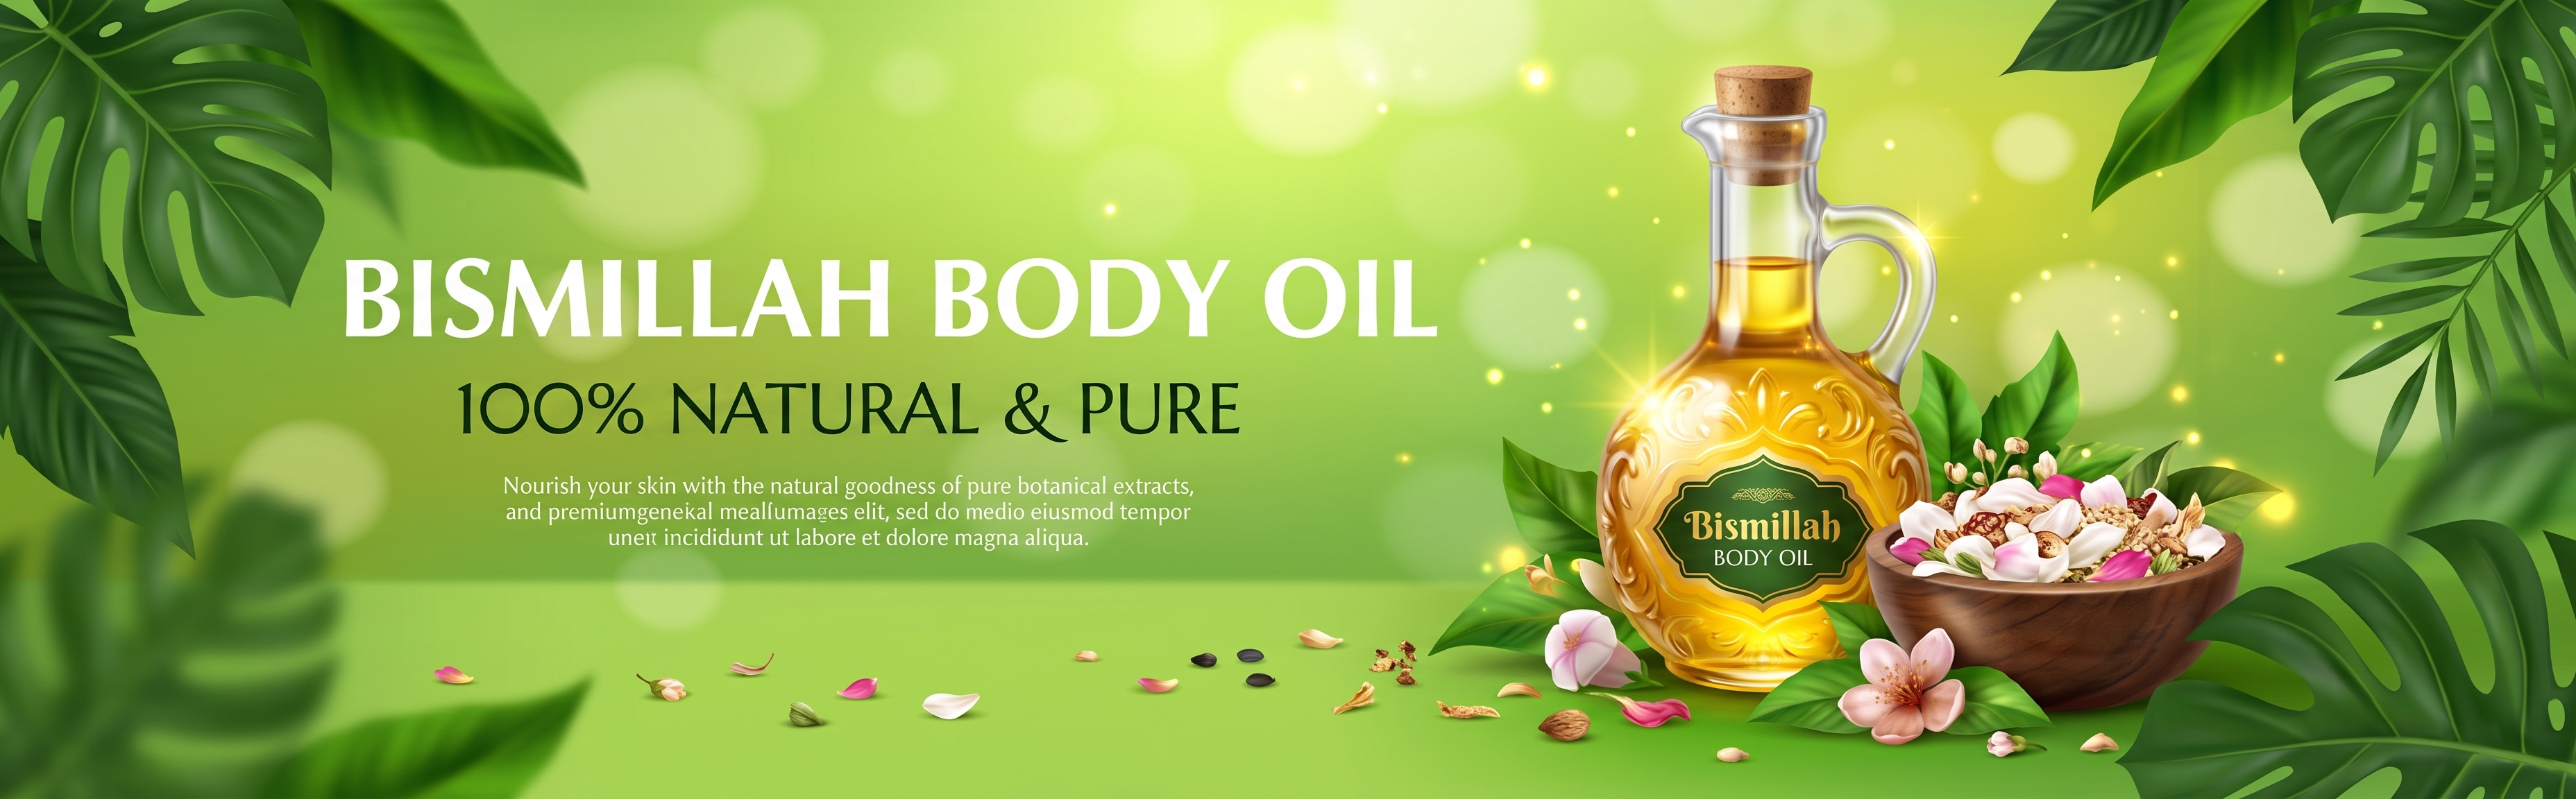 BISMILLAH BODY OIL
100% NATURAL & PURE
Nourish your skin with the natural goodness of pure botanical extracts,
and premiumgenekal mealfumages elit, sed do medio eiusmod tempor
unett incididunt ut labore et dolore magna aliqua.
Bismillah
BODY OIL